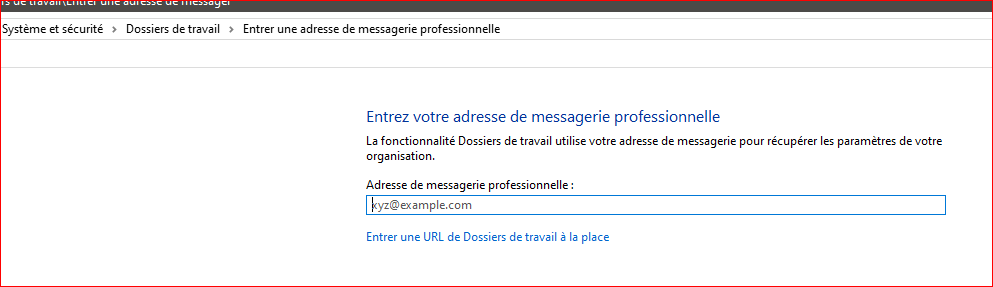 rs de travail\Entrer une adresse de messager
Système et sécurité > Dossiers de travail > Entrer une adresse de messagerie professionnelle
Entrez votre adresse de messagerie professionnelle
La fonctionnalité Dossiers de travail utilise votre adresse de messagerie pour récupérer les paramètres de votre
organisation.
Adresse de messagerie professionnelle :
xyz@example.com
Entrer une URL de Dossiers de travail à la place